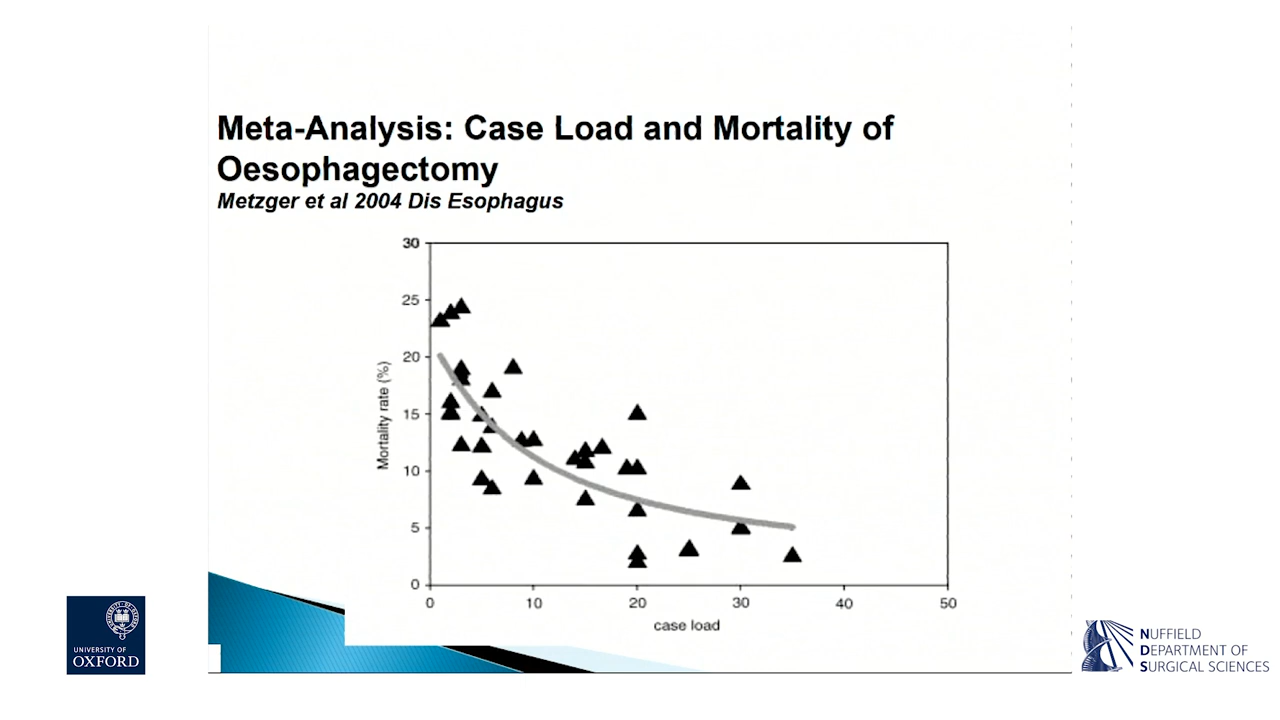 Meta-Analysis: Case Load and Mortality of
Oesophagectomy
Metzger et al 2004 Dis Esophagus
30
25
20
15
10
5
0
Mortality rate (%)
0 10 20 30 40 50
case load
UNIVERSITY OF
OXFORD
NUFFIELD
DEPARTMENT OF
SURGICAL SCIENCES